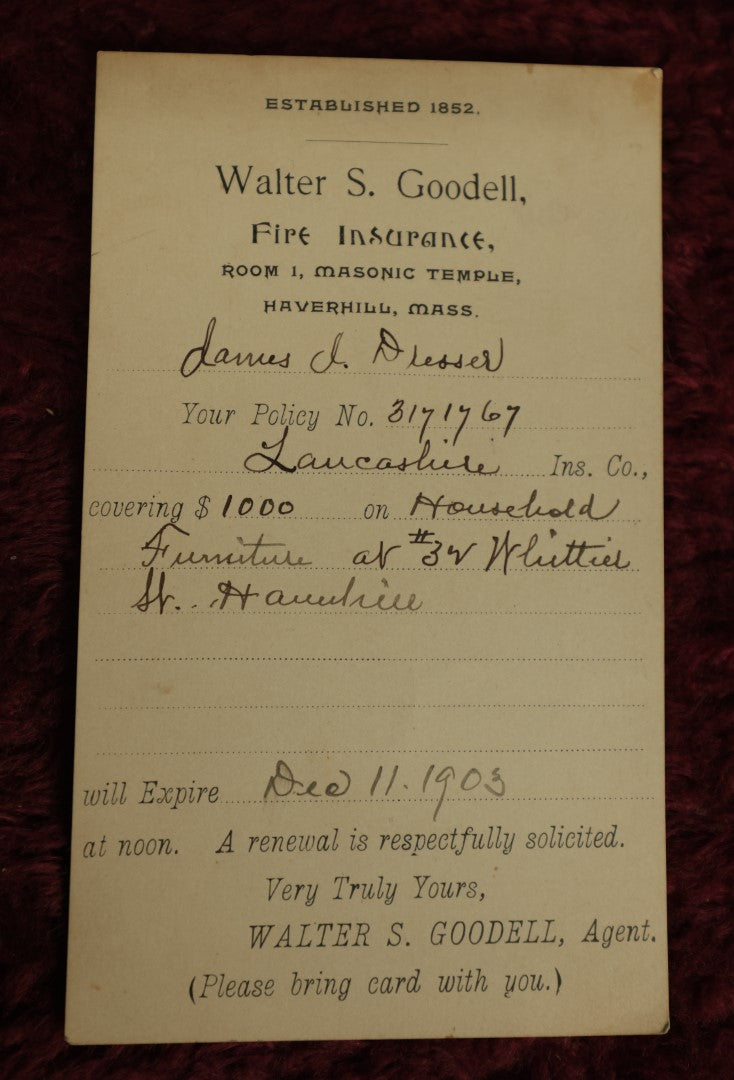 ESTABLISHED 1852.
Walter S. Goodell,
Fire Insurance,
ROOM 1, MASONIC TEMPLE,
HAVERHILL, MASS.
James J. Dresser
Your Policy No. 3171767
Lancashire Ins. Co.,
covering $ 1000 on Household
Furniture at #32 Whittier
St. Haverhill
will Expire Dec 11. 1903
at noon. A renewal is respectfully solicited.
Very Truly Yours,
WALTER S. GOODELL, Agent.
(Please bring card with you.)